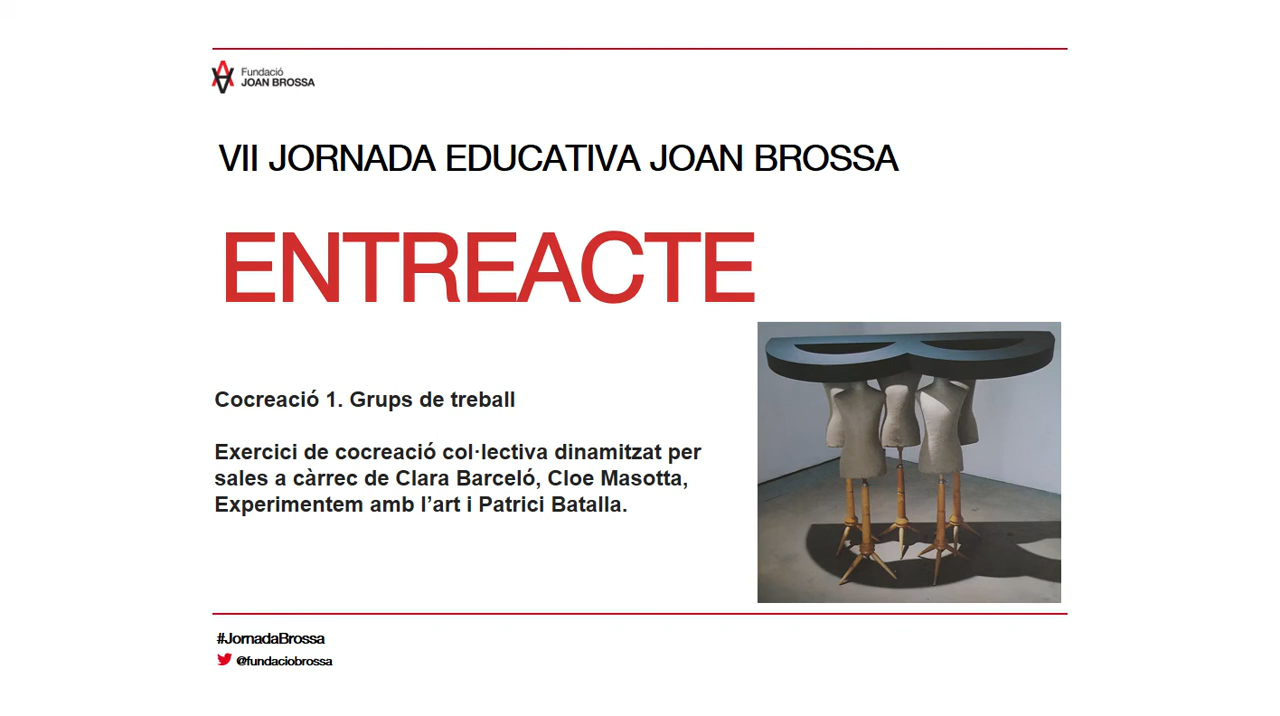 Fundació
JOAN BROSSA
VII JORNADA EDUCATIVA JOAN BROSSA
ENTREACTE
Cocreació 1. Grups de treball
Exercici de cocreació col·lectiva dinamitzat per
sales a càrrec de Clara Barceló, Cloe Masotta,
Experimentem amb l’art i Patrici Batalla.
#JornadaBrossa
@fundaciobrossa